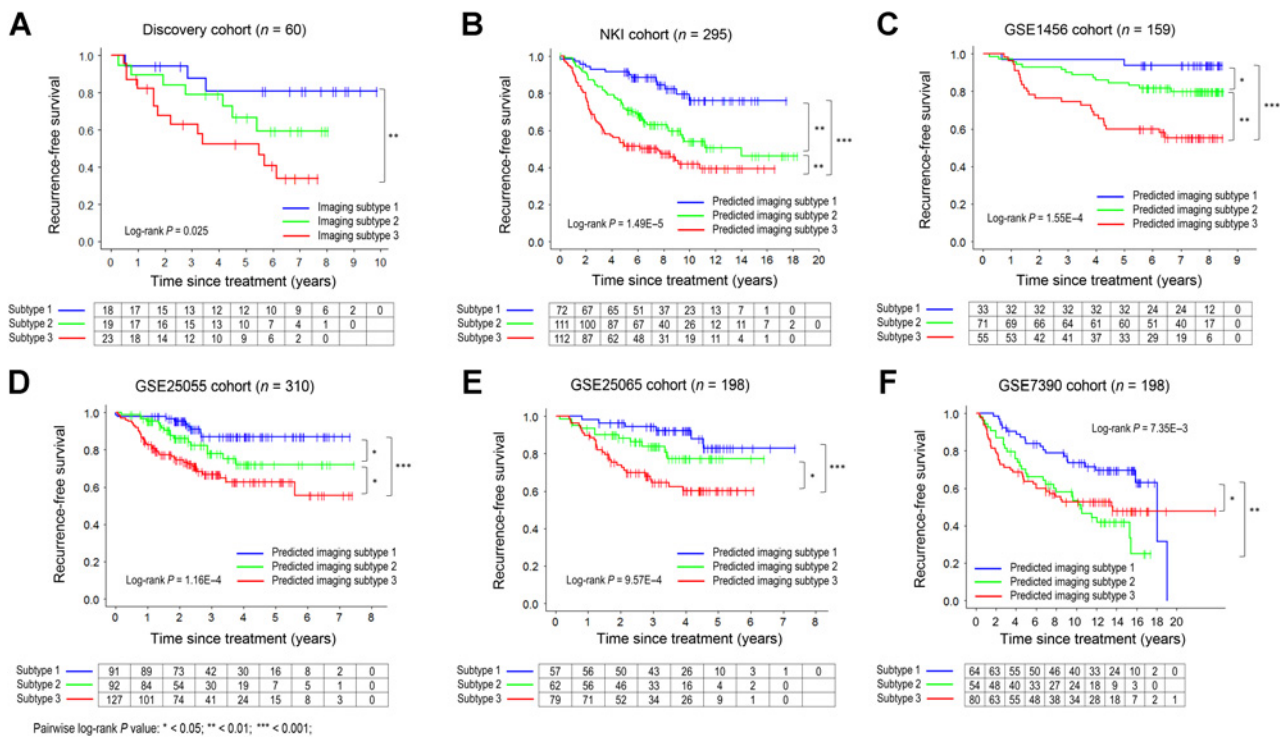 A
Discovery cohort (n = 60)
Recurrence-free survival
1.0
0.8
0.6
0.4
0.2
0.0
**
Imaging subtype 1
Imaging subtype 2
Imaging subtype 3
Log-rank P = 0.025
0 1 2 3 4 5 6 7 8 9 10
Time since treatment (years)
Subtype 1 18 17 15 13 12 12 10 9 6 2 0
Subtype 2 19 17 16 15 13 10 7 4 1 0
Subtype 3 23 18 14 12 10 9 6 2 0
B
NKI cohort (n = 295)
Recurrence-free survival
1.0
0.8
0.6
0.4
0.2
0.0
**
***
**
Predicted imaging subtype 1
Predicted imaging subtype 2
Predicted imaging subtype 3
Log-rank P = 1.49E–5
0 2 4 6 8 10 12 14 16 18 20
Time since treatment (years)
Subtype 1 72 67 65 51 37 23 13 7 1 0
Subtype 2 111 100 87 67 40 26 12 11 7 2 0
Subtype 3 112 87 62 48 31 19 11 4 1 0
C
GSE1456 cohort (n = 159)
Recurrence-free survival
1.0
0.8
0.6
0.4
0.2
0.0
*
***
**
Predicted imaging subtype 1
Predicted imaging subtype 2
Predicted imaging subtype 3
Log-rank P = 1.55E-4
0 1 2 3 4 5 6 7 8 9
Time since treatment (years)
Subtype 1 33 32 32 32 32 24 24 12 0
Subtype 2 71 69 66 64 61 60 51 40 17 0
Subtype 3 55 53 42 41 37 33 29 19 6 0
D
GSE25055 cohort (n = 310)
Recurrence-free survival
1.0
0.8
0.6
0.4
0.2
0.0
*
***
*
Predicted imaging subtype 1
Predicted imaging subtype 2
Predicted imaging subtype 3
Log-rank P = 1.16E–4
0 1 2 3 4 5 6 7 8
Time since treatment (years)
Subtype 1 91 89 73 42 30 16 8 2 0
Subtype 2 92 84 54 30 19 7 5 1 0
Subtype 3 127 101 74 41 24 15 8 3 0
E
GSE25065 cohort (n = 198)
Recurrence-free survival
1.0
0.8
0.6
0.4
0.2
0.0
***
*
Predicted imaging subtype 1
Predicted imaging subtype 2
Predicted imaging subtype 3
Log-rank P = 9.57E–4
0 1 2 3 4 5 6 7 8
Time since treatment (years)
Subtype 1 57 56 50 43 26 10 3 1 0
Subtype 2 62 56 46 33 16 4 2 0
Subtype 3 79 71 52 34 26 9 1 0
F
GSE7390 cohort (n = 198)
Recurrence-free survival
1.0
0.8
0.6
0.4
0.2
0.0
Log-rank P = 7.35E–3
*
**
Predicted imaging subtype 1
Predicted imaging subtype 2
Predicted imaging subtype 3
0 2 4 6 8 10 12 14 16 18 20
Time since treatment (years)
Subtype 1 64 63 55 50 46 40 33 24 10 2 0
Subtype 2 54 48 40 33 27 24 18 9 3 0
Subtype 3 80 63 55 48 38 34 28 18 7 2 1
Pairwise log-rank P value: * < 0.05; ** < 0.01; *** < 0.001;